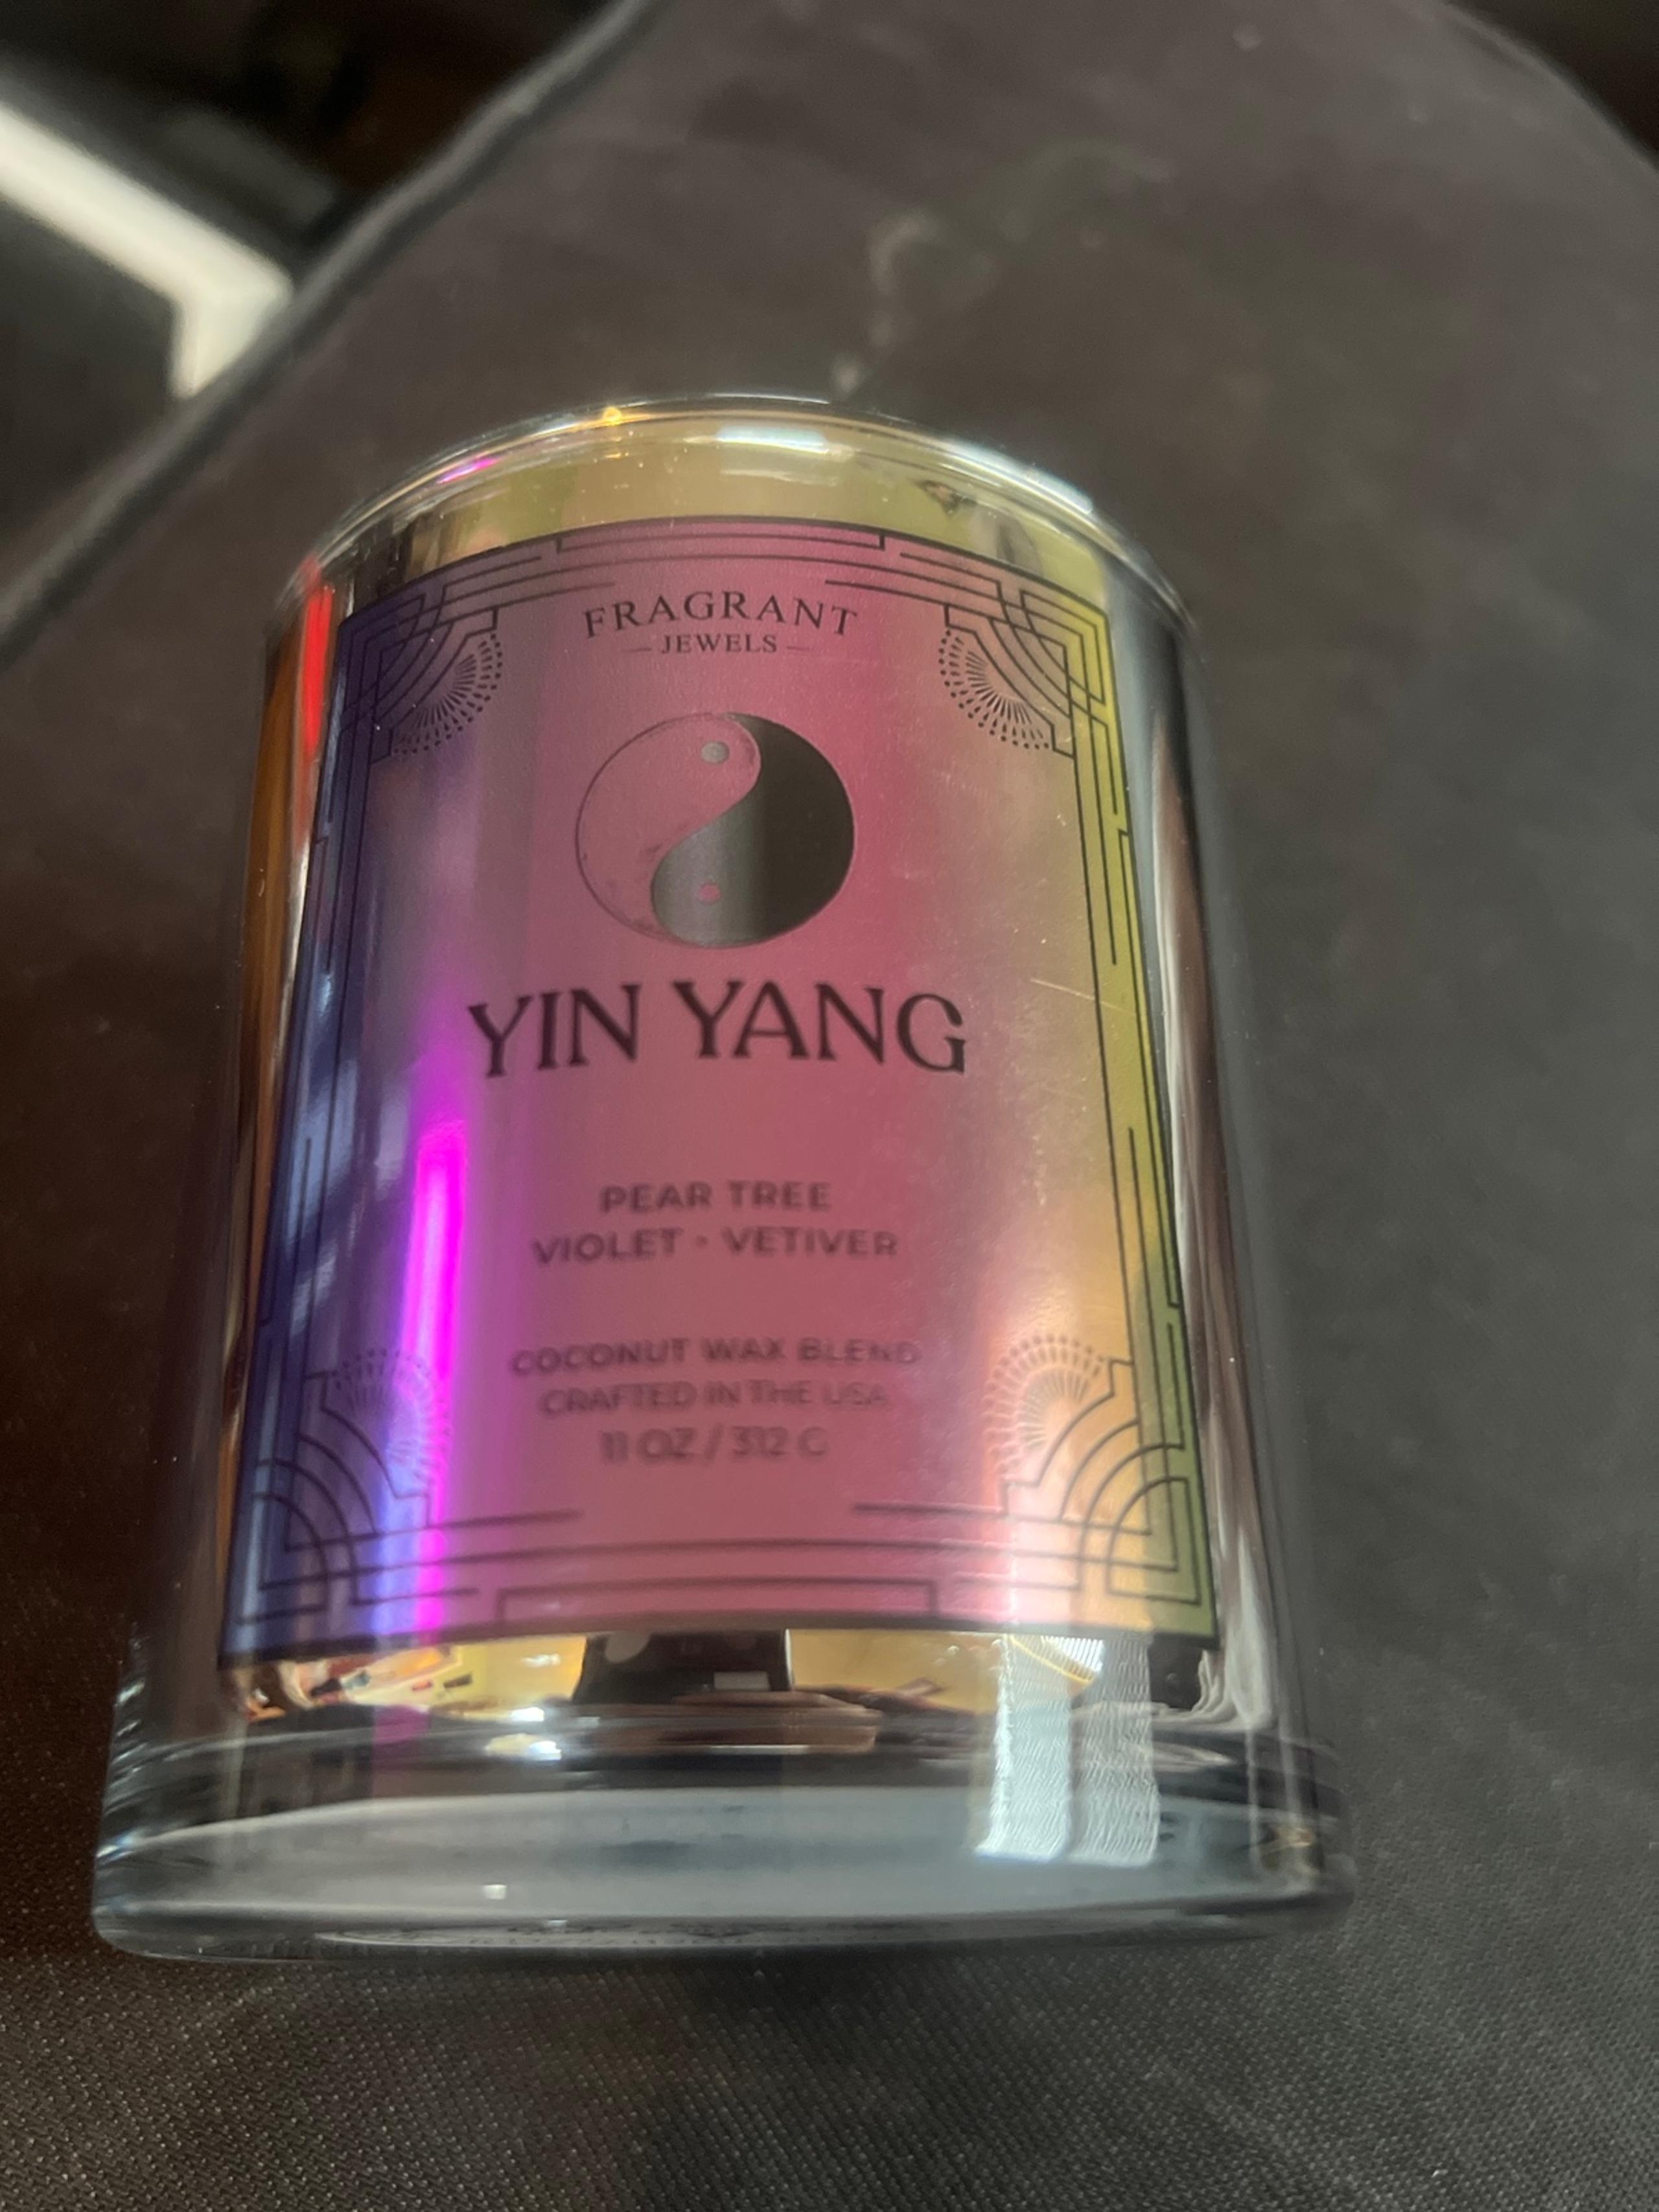 FRAGRANT
JEWELS
YIN YANG
PEAR TREE
VIOLET • VETIVER
COCONUT WAX BLEND
CRAFTED IN THE USA
11 OZ / 312 G